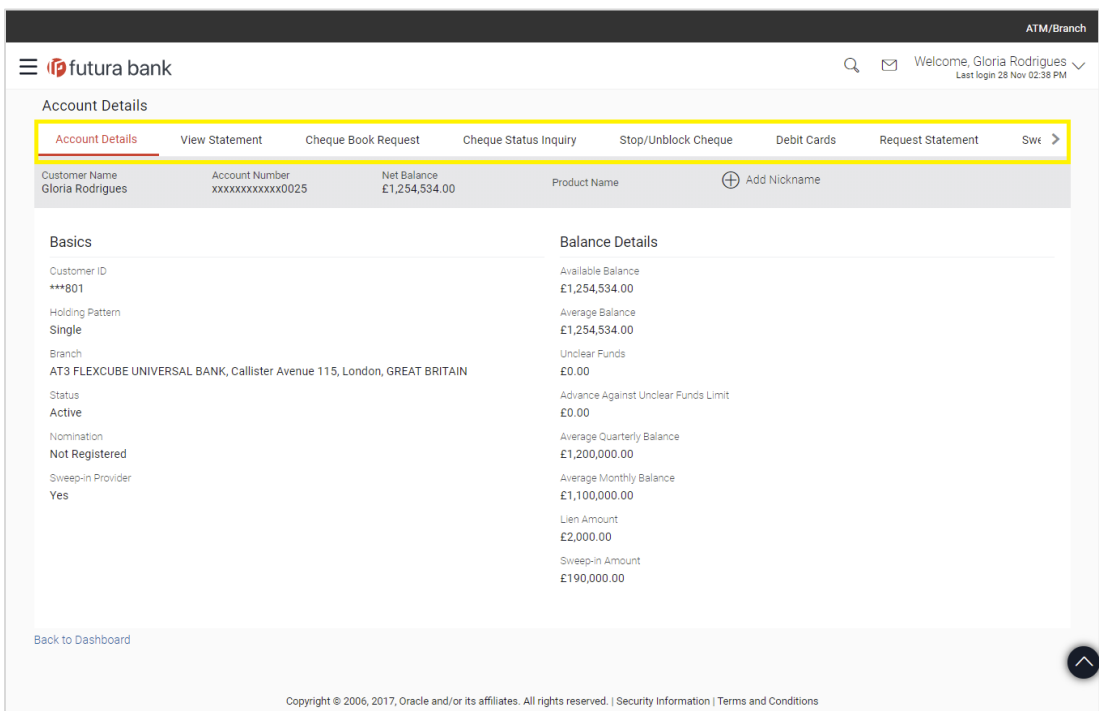 ATM/Branch
futura bank
Welcome, Gloria Rodrigues
Last login 28 Nov 02:38 PM
Account Details
Account Details View Statement Cheque Book Request Cheque Status Inquiry Stop/Unblock Cheque Debit Cards Request Statement Swe
Customer Name Account Number Net Balance Product Name Add Nickname
Gloria Rodrigues xxxxxxxxxxxx0025 £1,254,534.00
Basics
Customer ID
***801
Holding Pattern
Single
Branch
AT3 FLEXCUBE UNIVERSAL BANK, Callister Avenue 115, London, GREAT BRITAIN
Status
Active
Nomination
Not Registered
Sweep-in Provider
Yes
Balance Details
Available Balance
£1,254,534.00
Average Balance
£1,254,534.00
Unclear Funds
£0.00
Advance Against Unclear Funds Limit
£0.00
Average Quarterly Balance
£1,200,000.00
Average Monthly Balance
£1,100,000.00
Lien Amount
£2,000.00
Sweep-in Amount
£190,000.00
Back to Dashboard
Copyright © 2006, 2017, Oracle and/or its affiliates. All rights reserved. | Security Information | Terms and Conditions